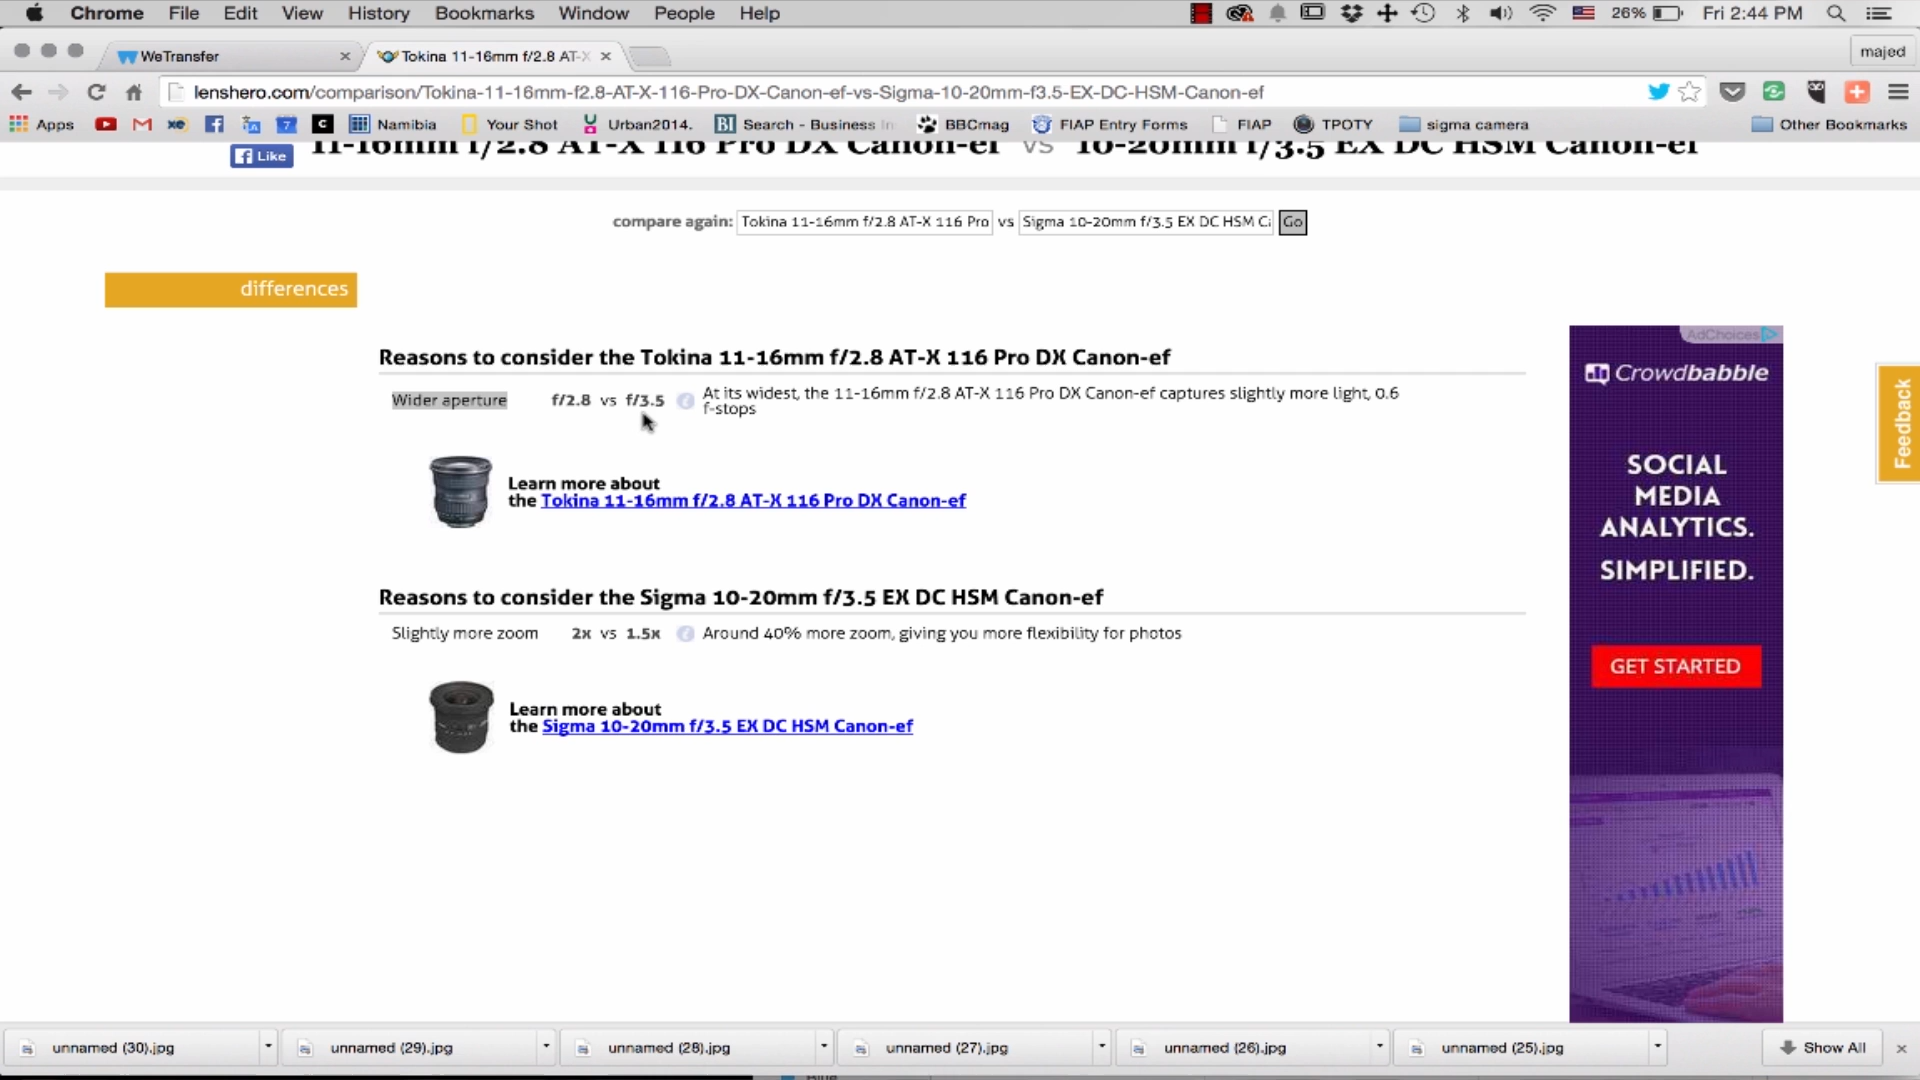 Chrome File Edit View History Bookmarks Window People Help 26% Fri 2:44 PM
WeTransfer Tokina 11-16mm f/2.8 AT-X majed
lenshero.com/comparison/Tokina-11-16mm-f2.8-AT-X-116-Pro-DX-Canon-ef-vs-Sigma-10-20mm-f3.5-EX-DC-HSM-Canon-ef
Apps Namibia Your Shot Urban2014. Search - Business In BBCmag FIAP Entry Forms FIAP TPOTY sigma camera Other Bookmarks
Like 11-16mm f/2.8 AT-X 116 Pro DX Canon-ef vs 10-20mm f/3.5 EX DC HSM Canon-ef
compare again: Tokina 11-16mm f/2.8 AT-X 116 Pro vs Sigma 10-20mm f/3.5 EX DC HSM Ca Go
differences
Reasons to consider the Tokina 11-16mm f/2.8 AT-X 116 Pro DX Canon-ef
Wider aperture f/2.8 vs f/3.5 At its widest, the 11-16mm f/2.8 AT-X 116 Pro DX Canon-ef captures slightly more light, 0.6
f-stops
Learn more about
the Tokina 11-16mm f/2.8 AT-X 116 Pro DX Canon-ef
Reasons to consider the Sigma 10-20mm f/3.5 EX DC HSM Canon-ef
Slightly more zoom 2x vs 1.5x Around 40% more zoom, giving you more flexibility for photos
Learn more about
the Sigma 10-20mm f/3.5 EX DC HSM Canon-ef
AdChoices
Crowdbabble
SOCIAL
MEDIA
ANALYTICS.
SIMPLIFIED.
GET STARTED
Feedback
unnamed (30).jpg unnamed (29).jpg unnamed (28).jpg unnamed (27).jpg unnamed (26).jpg unnamed (25).jpg Show All